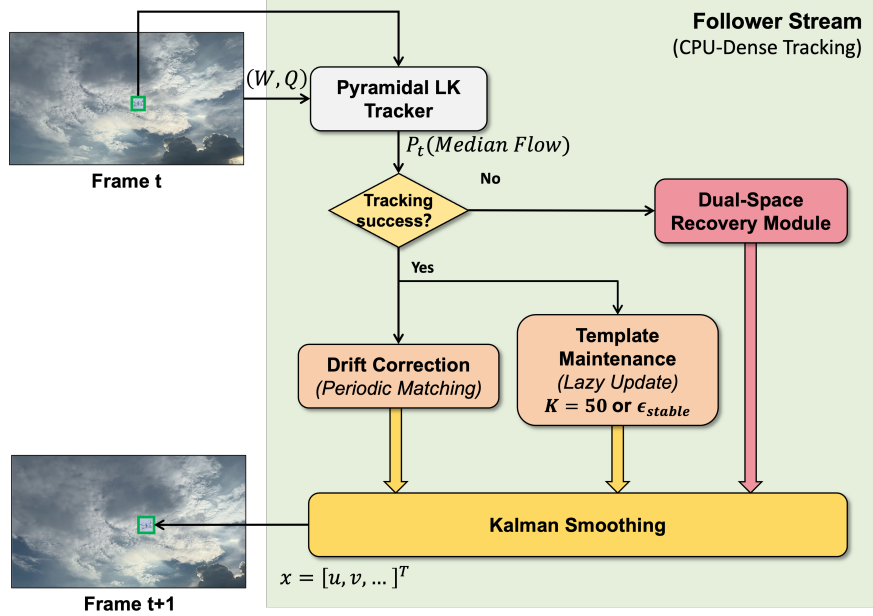 Follower Stream
(CPU-Dense Tracking)
(W, Q)
Pyramidal LK
Tracker
Frame t
P_t(Median Flow)
No
Tracking
success?
Dual-Space
Recovery Module
Yes
Template
Maintenance
(Lazy Update)
K = 50 or ϵ_stable
Drift Correction
(Periodic Matching)
Kalman Smoothing
x = [u, v, … ]^T
Frame t+1